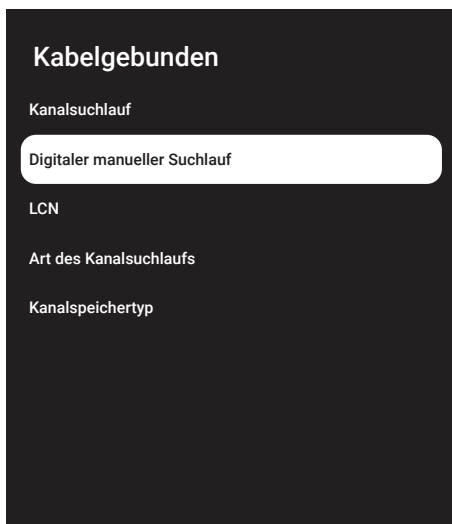 Kabelgebunden
Kanalsuchlauf
Digitaler manueller Suchlauf
LCN
Art des Kanalsuchlaufs
Kanalspeichertyp